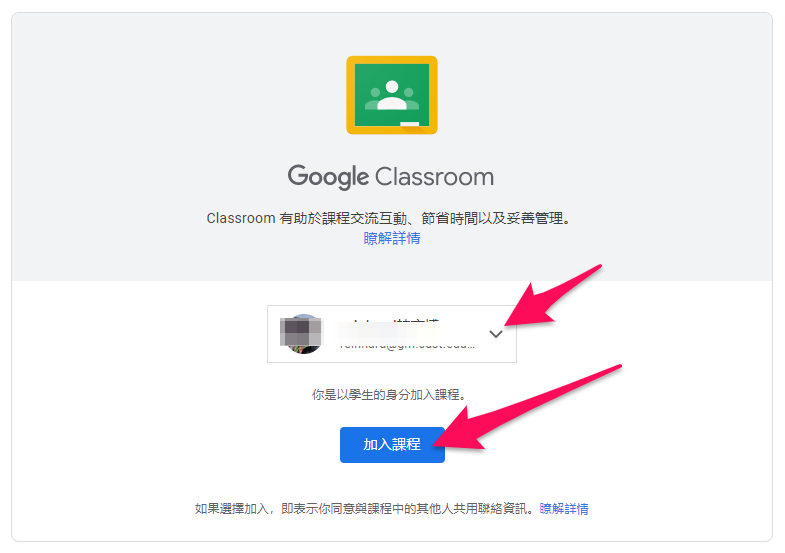 Google Classroom
Classroom 有助於課程交流互動、節省時間以及妥善管理。
瞭解詳情
你是以學生的身分加入課程。
加入課程
如果選擇加入，即表示你同意與課程中的其他人共用聯絡資訊。瞭解詳情